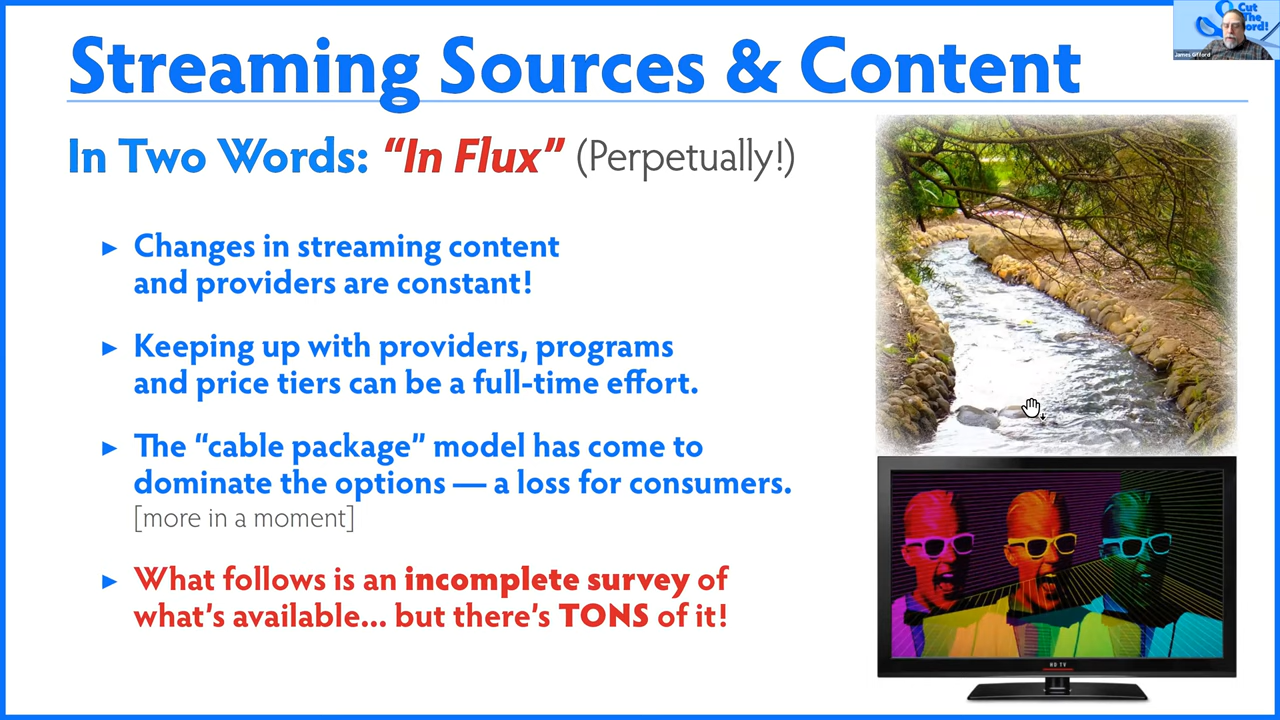 Streaming Sources & Content
Cut
The
Cord!
James Gifford
In Two Words: “In Flux” (Perpetually!)
► Changes in streaming content
and providers are constant!
► Keeping up with providers, programs
and price tiers can be a full-time effort.
► The “cable package” model has come to
dominate the options — a loss for consumers.
[more in a moment]
► What follows is an incomplete survey of
what’s available... but there’s TONS of it!
HD TV